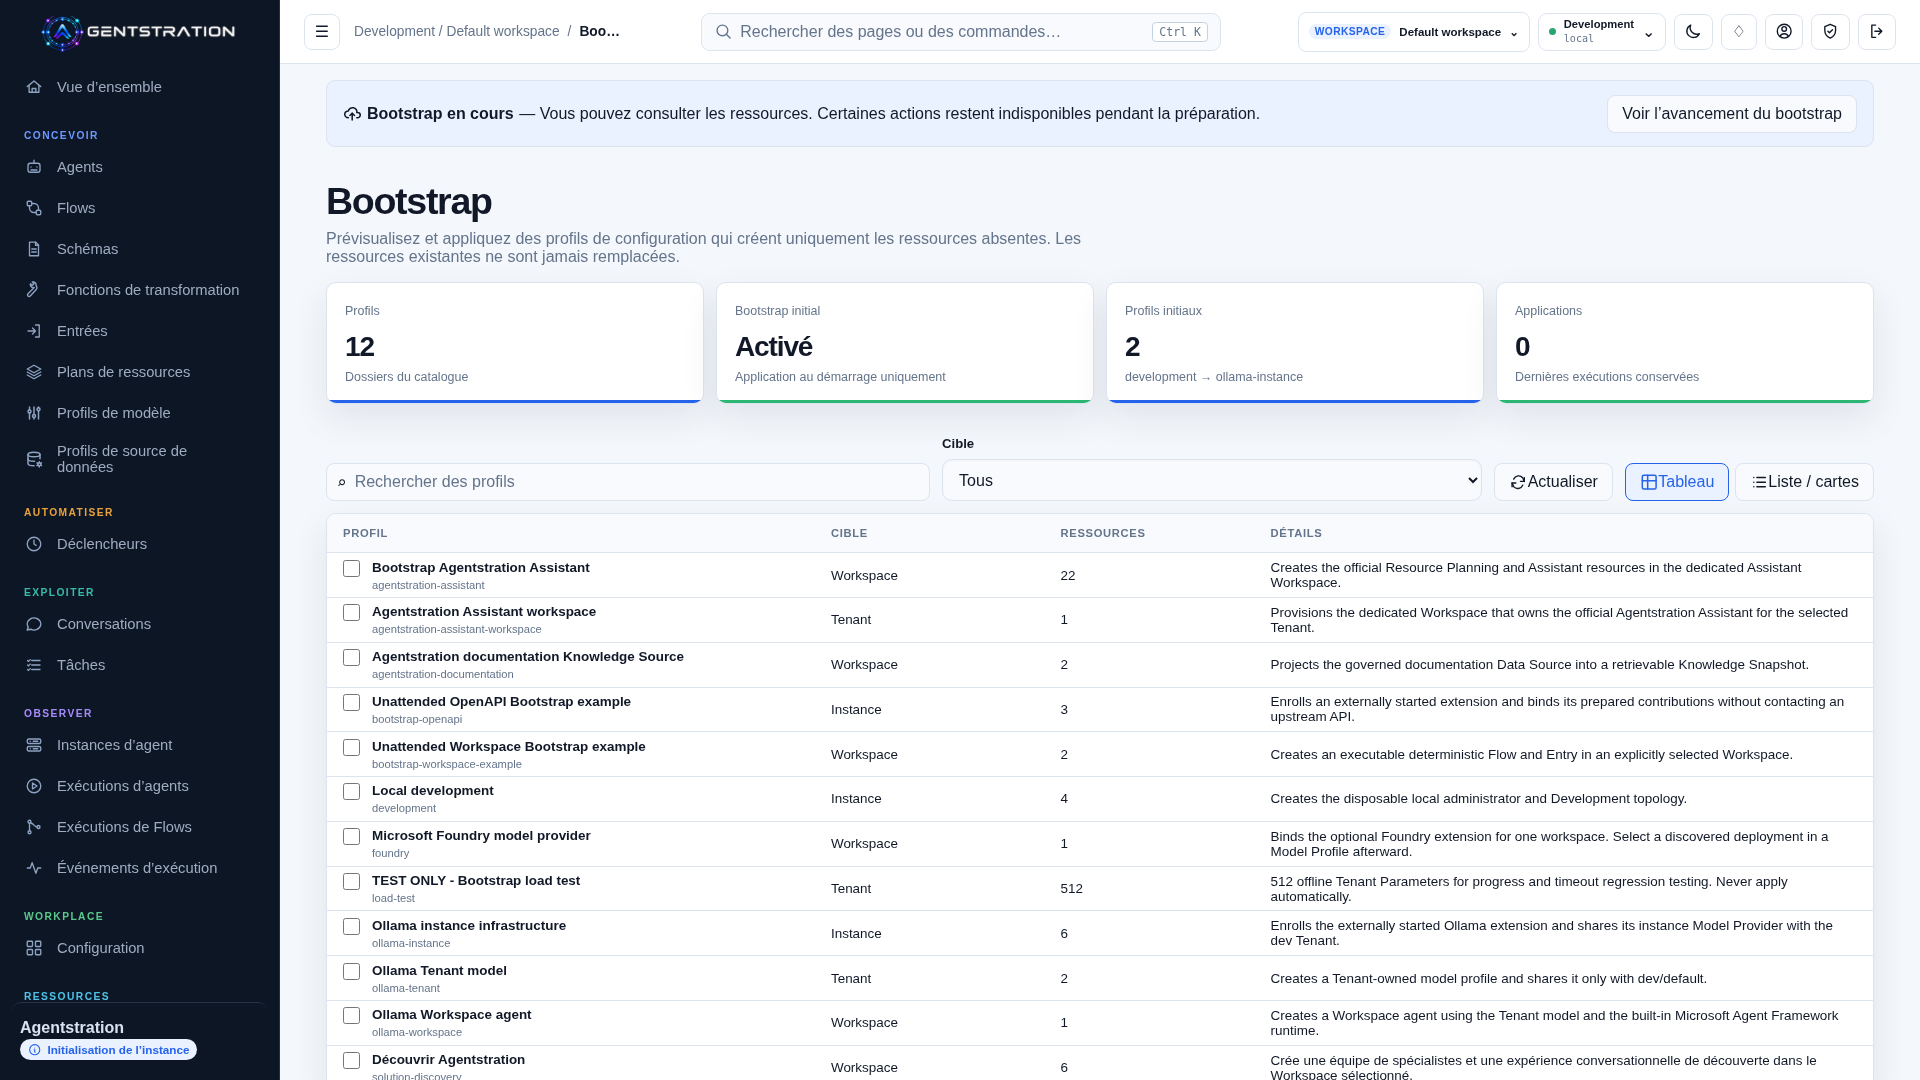 GENTSTRATION
Vue d’ensemble
CONCEVOIR
Agents
Flows
Schémas
Fonctions de transformation
Entrées
Plans de ressources
Profils de modèle
Profils de source de
données
AUTOMATISER
Déclencheurs
EXPLOITER
Conversations
Tâches
OBSERVER
Instances d’agent
Exécutions d’agents
Exécutions de Flows
Événements d’exécution
WORKPLACE
Configuration
RESSOURCES
Agentstration
Initialisation de l’instance
Development / Default workspace / Boo…
Rechercher des pages ou des commandes…
Ctrl K
WORKSPACE Default workspace
Development
local
Bootstrap en cours — Vous pouvez consulter les ressources. Certaines actions restent indisponibles pendant la préparation.
Voir l’avancement du bootstrap
Bootstrap
Prévisualisez et appliquez des profils de configuration qui créent uniquement les ressources absentes. Les
ressources existantes ne sont jamais remplacées.
Profils
12
Dossiers du catalogue
Bootstrap initial
Activé
Application au démarrage uniquement
Profils initiaux
2
development → ollama-instance
Applications
0
Dernières exécutions conservées
Rechercher des profils
Cible
Tous
Actualiser
Tableau
Liste / cartes
PROFIL CIBLE RESSOURCES DÉTAILS
Bootstrap Agentstration Assistant
agentstration-assistant
Workspace
22
Creates the official Resource Planning and Assistant resources in the dedicated Assistant
Workspace.
Agentstration Assistant workspace
agentstration-assistant-workspace
Tenant
1
Provisions the dedicated Workspace that owns the official Agentstration Assistant for the selected
Tenant.
Agentstration documentation Knowledge Source
agentstration-documentation
Workspace
2
Projects the governed documentation Data Source into a retrievable Knowledge Snapshot.
Unattended OpenAPI Bootstrap example
bootstrap-openapi
Instance
3
Enrolls an externally started extension and binds its prepared contributions without contacting an
upstream API.
Unattended Workspace Bootstrap example
bootstrap-workspace-example
Workspace
2
Creates an executable deterministic Flow and Entry in an explicitly selected Workspace.
Local development
development
Instance
4
Creates the disposable local administrator and Development topology.
Microsoft Foundry model provider
foundry
Workspace
1
Binds the optional Foundry extension for one workspace. Select a discovered deployment in a
Model Profile afterward.
TEST ONLY - Bootstrap load test
load-test
Tenant
512
512 offline Tenant Parameters for progress and timeout regression testing. Never apply
automatically.
Ollama instance infrastructure
ollama-instance
Instance
6
Enrolls the externally started Ollama extension and shares its instance Model Provider with the
dev Tenant.
Ollama Tenant model
ollama-tenant
Tenant
2
Creates a Tenant-owned model profile and shares it only with dev/default.
Ollama Workspace agent
ollama-workspace
Workspace
1
Creates a Workspace agent using the Tenant model and the built-in Microsoft Agent Framework
runtime.
Découvrir Agentstration
solution-discovery
Workspace
6
Crée une équipe de spécialistes et une expérience conversationnelle de découverte dans le
Workspace sélectionné.